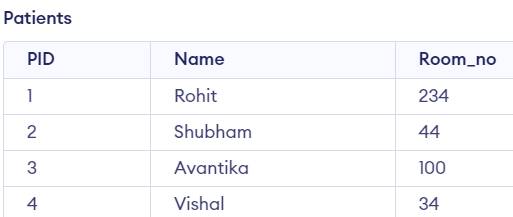 Patients
PID Name Room_no
1 Rohit 234
2 Shubham 44
3 Avantika 100
4 Vishal 34